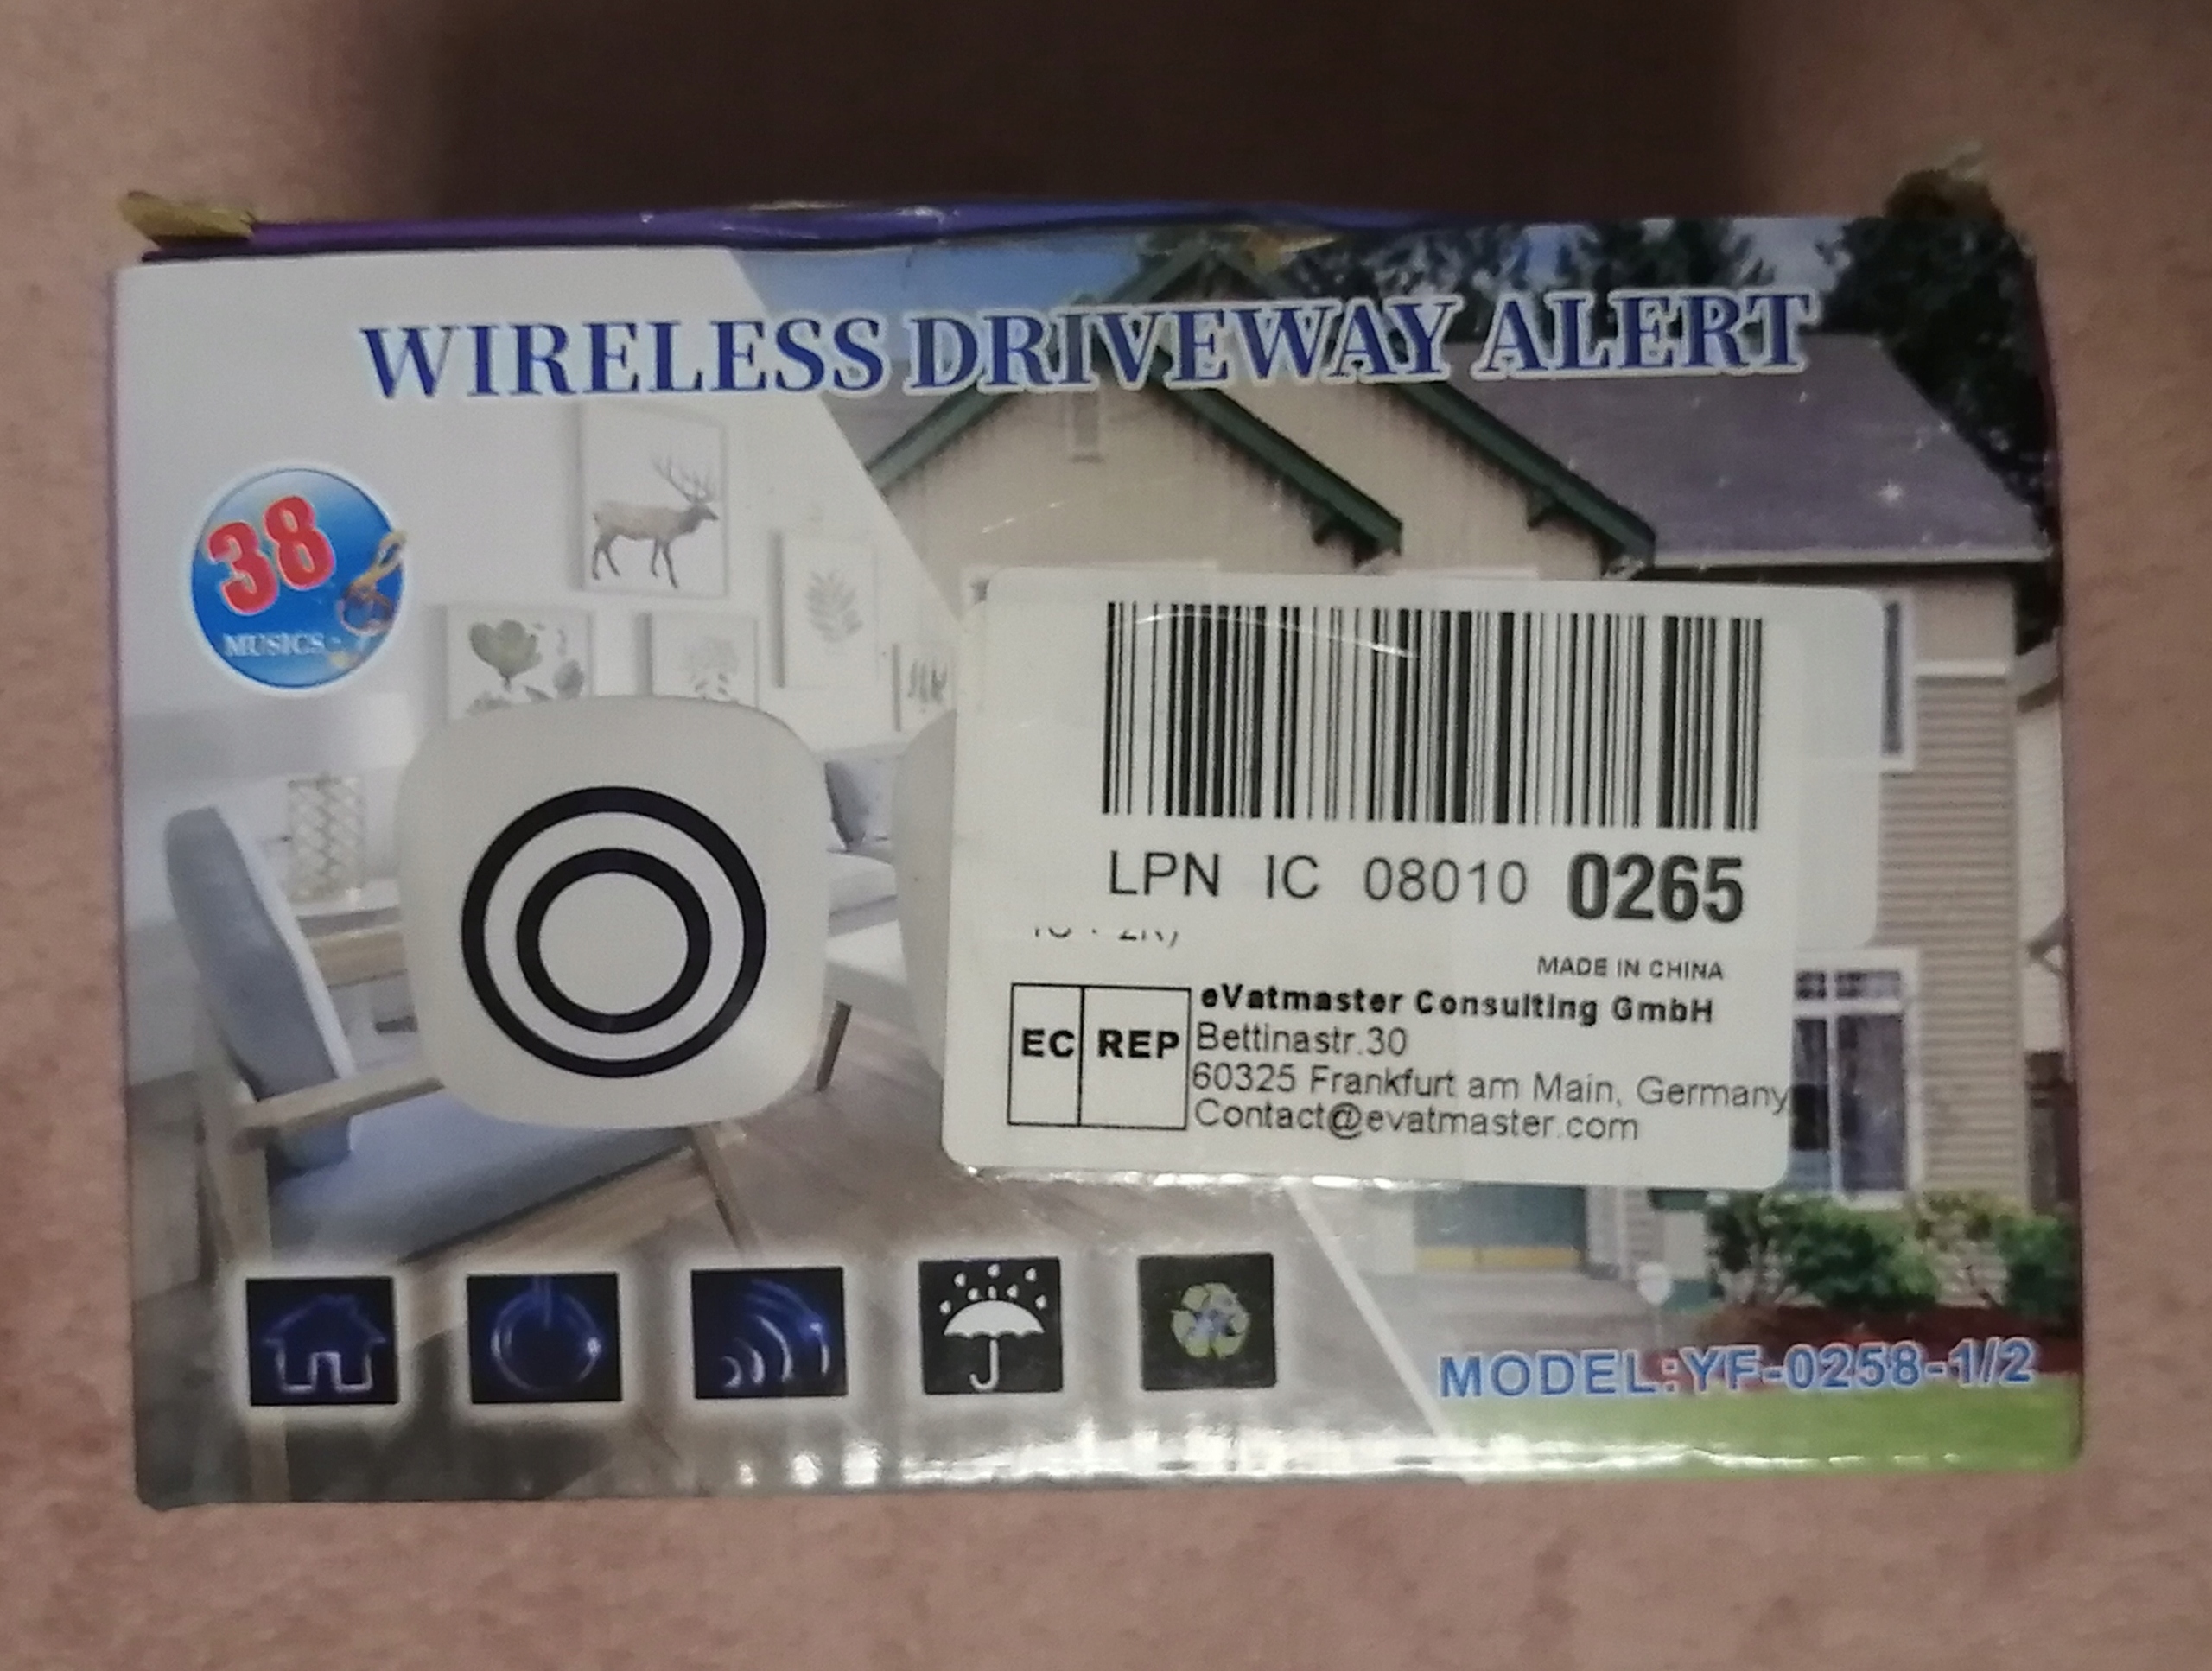 WIRELESS DRIVEWAY ALERT
38
MUSICS
LPN IC 08010 0265
MADE IN CHINA
EC REP
eVatmaster Consulting GmbH
Bettinastr.30
60325 Frankfurt am Main, Germany
Contact@evatmaster.com
MODEL:YF-0258-1/2